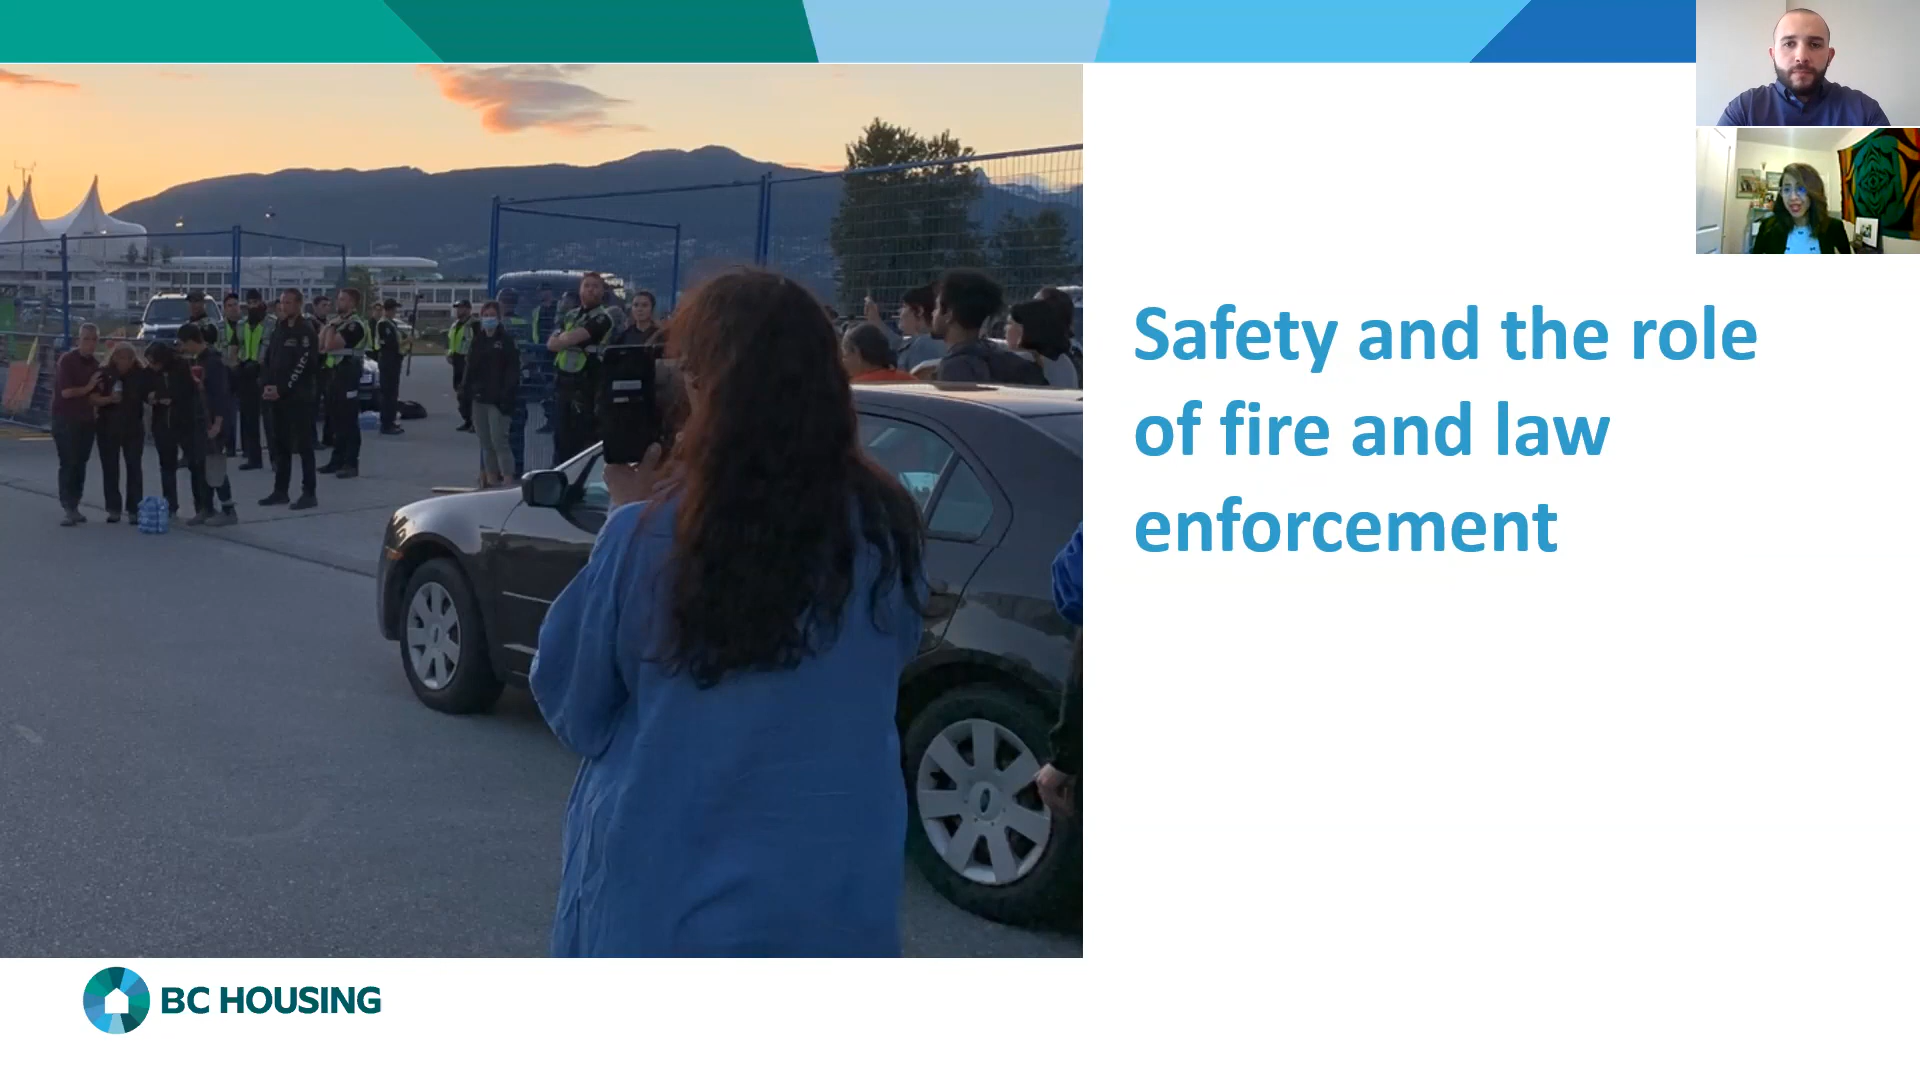 Safety and the role
of fire and law
enforcement
POLICE
BC HOUSING